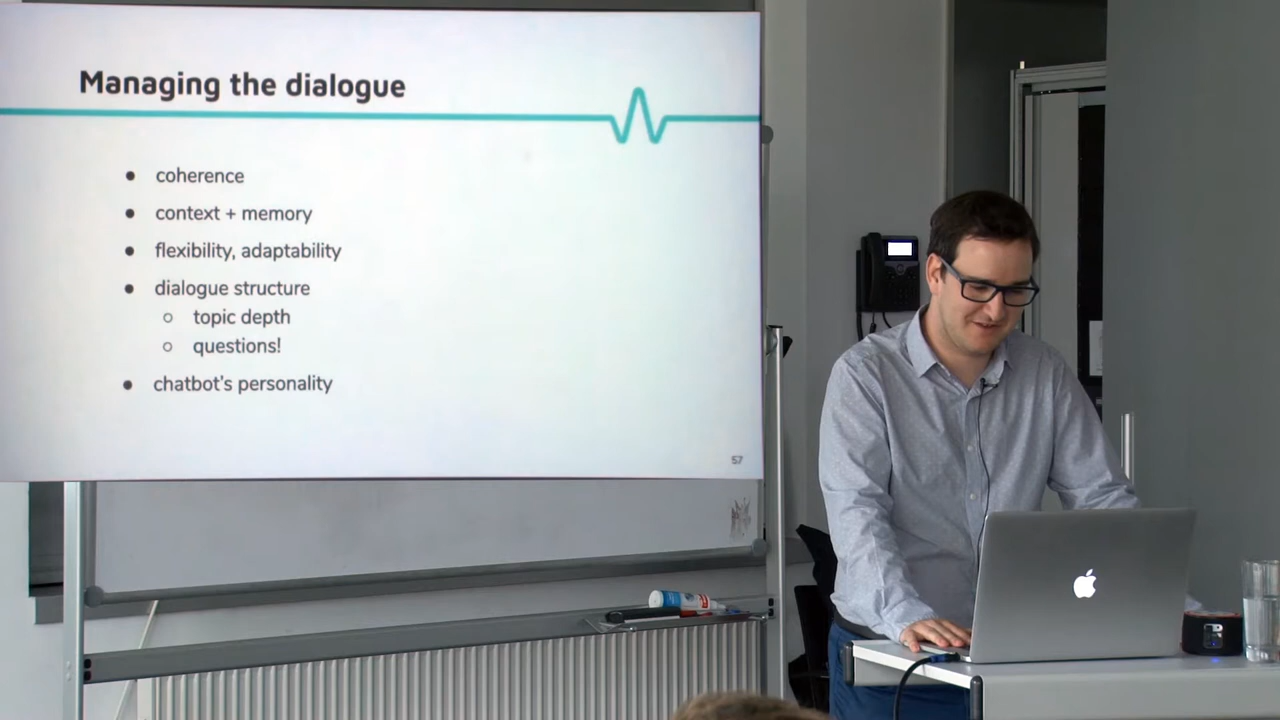 Managing the dialogue
● coherence
● context + memory
● flexibility, adaptability
● dialogue structure
○ topic depth
○ questions!
● chatbot's personality
57